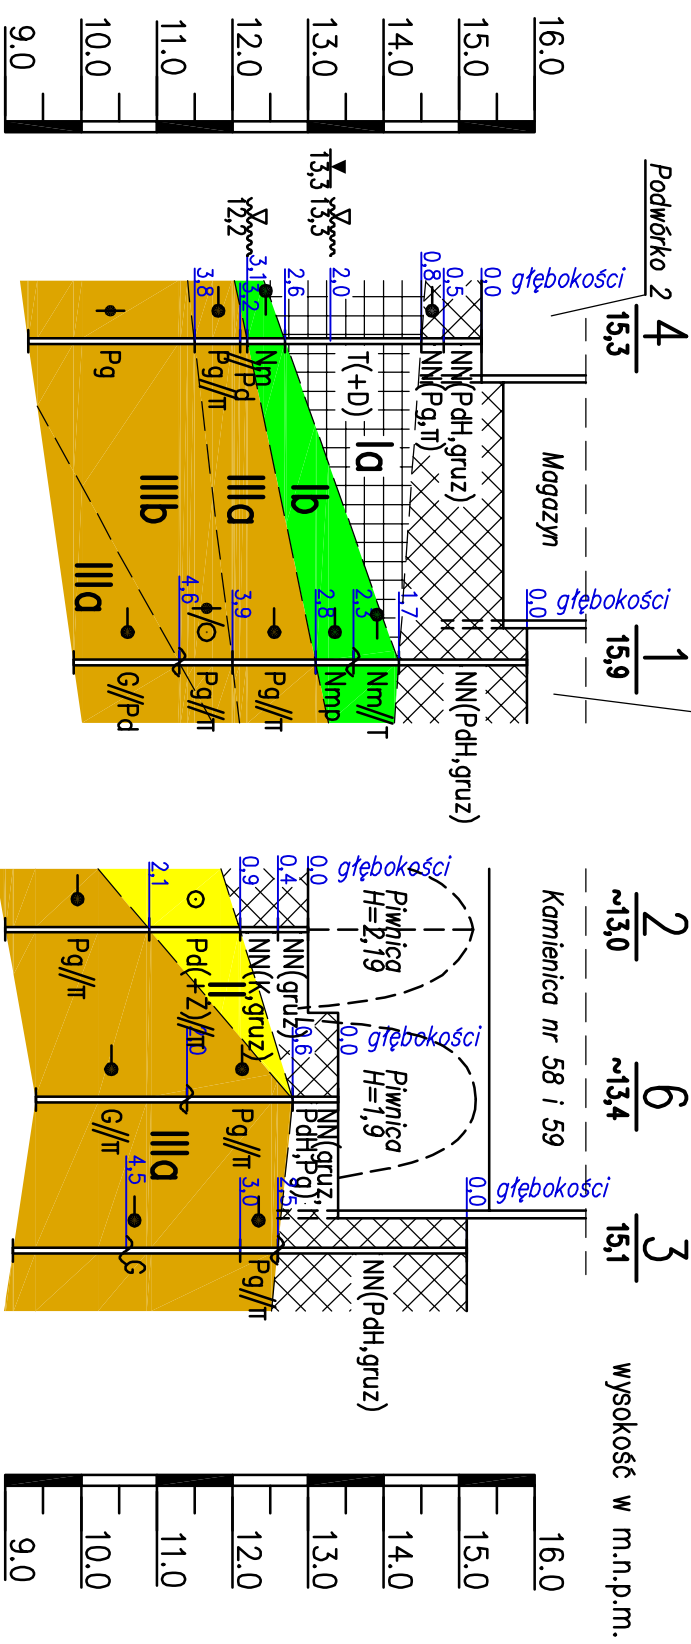 wysokość w m.n.p.m.
16.0
15.0
14.0
13.0
12.0
11.0
10.0
9.0
Podwórko 2
4
15,3
głębokości
0,0
0,5
0,8
2,0
2,6
3,1
3,2
3,8
13,3
13,3
12,2
NN(PdH,gruz)
NN(Pg,π)
T(+D)
Nm
//Pd
Pg//π
Pg
Magazyn
Ia
Ib
IIIa
IIIb
IIIa
1
15,9
głębokości
0,0
1,7
2,3
2,8
3,9
4,6
NN(PdH,gruz)
Nm//T
Nmp
Pg//π
Pg//π
G//Pd
Kamienica nr 58 i 59
2
~13,0
głębokości
0,0
0,4
0,9
2,1
Piwnica
H=2,19
NN(gruz)
NN(K,gruz)
Pd(+Ż)//π
Pg//π
II
6
~13,4
głębokości
0,0
0,6
Piwnica
H=1,9
NN(gruz,
PdH,Pg)
Pg//π
G//π
IIIa
3
15,1
głębokości
0,0
2,5
3,0
4,5
NN(PdH,gruz)
Pg//π
G
16.0
15.0
14.0
13.0
12.0
11.0
10.0
9.0